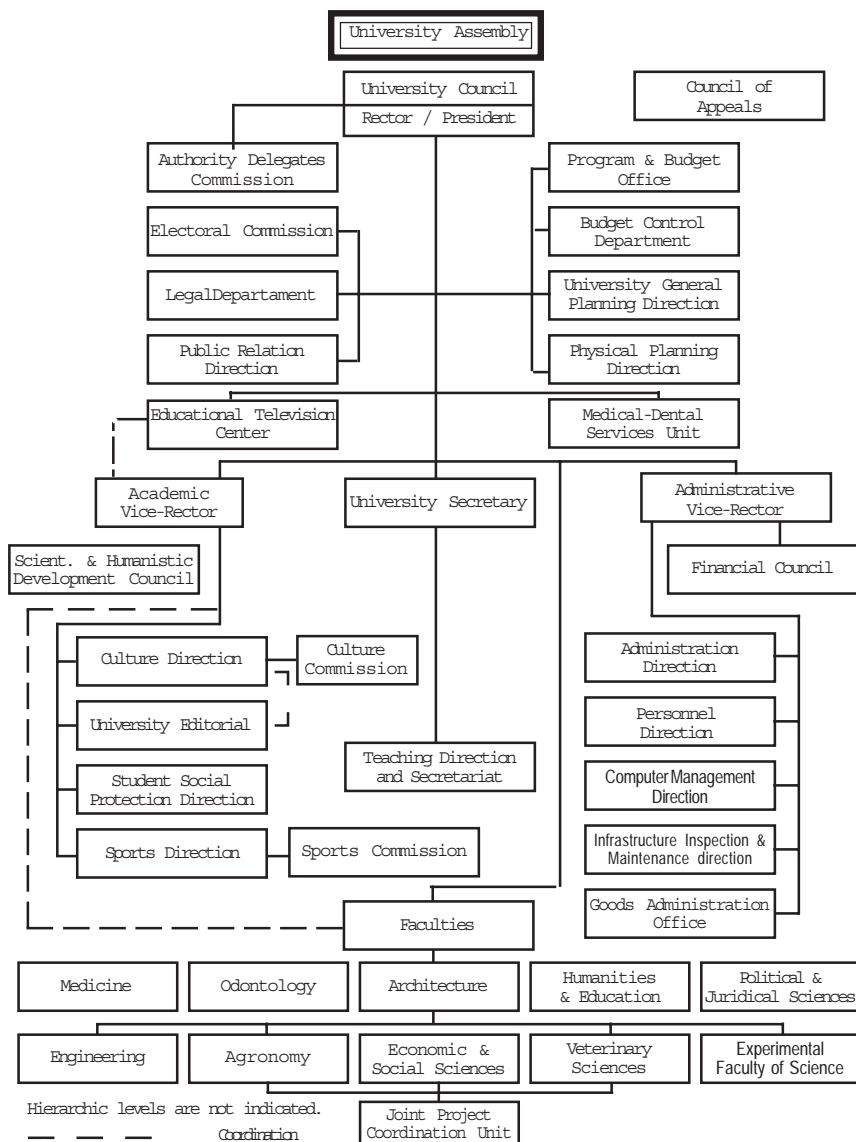 University Assembly
University Council
Rector / President
Council of
Appeals
Authority Delegates
Commission
Program & Budget
Office
Electoral Commission
Budget Control
Department
LegalDepartament
University General
Planning Direction
Public Relation
Direction
Physical Planning
Direction
Educational Television
Center
Medical-Dental
Services Unit
Academic
Vice-Rector
University Secretary
Administrative
Vice-Rector
Scient. & Humanistic
Development Council
Financial Council
Culture Direction
Culture
Commission
Administration
Direction
University Editorial
Personnel
Direction
Teaching Direction
and Secretariat
Student Social
Protection Direction
Computer Management
Direction
Sports Direction
Sports Commission
Infrastructure Inspection &
Maintenance direction
Faculties
Goods Administration
Office
Medicine
Odontology
Architecture
Humanities
& Education
Political &
Juridical Sciences
Engineering
Agronomy
Economic &
Social Sciences
Veterinary
Sciences
Experimental
Faculty of Science
Hierarchic levels are not indicated.
Coordination
Joint Project
Coordination Unit